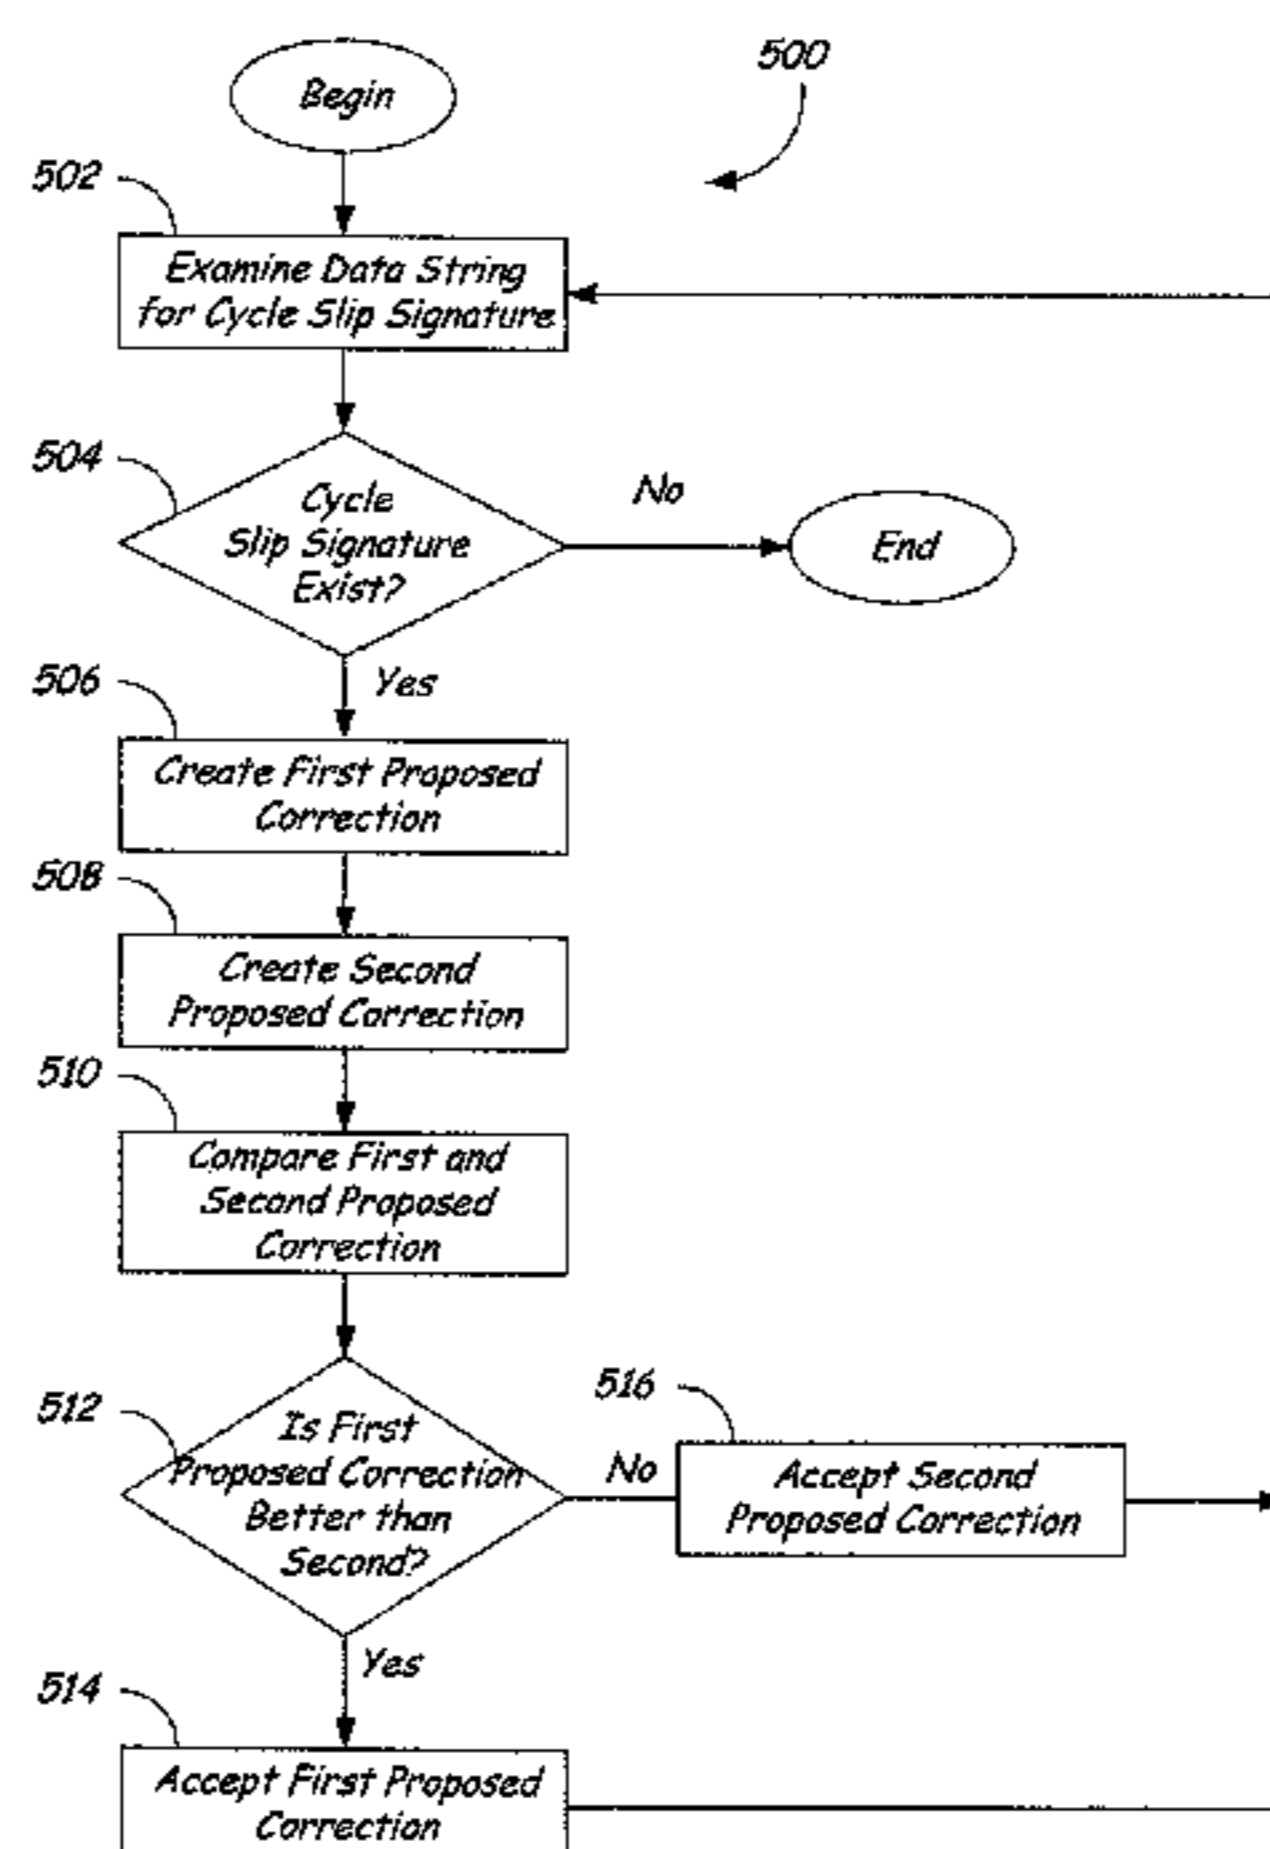 Begin
500
502
Examine Data String
for Cycle Slip Signature
504
Cycle
Slip Signature
Exist?
No
End
Yes
506
Create First Proposed
Correction
508
Create Second
Proposed Correction
510
Compare First and
Second Proposed
Correction
512
Is First
Proposed Correction
Better than
Second?
No
516
Accept Second
Proposed Correction
Yes
514
Accept First Proposed
Correction